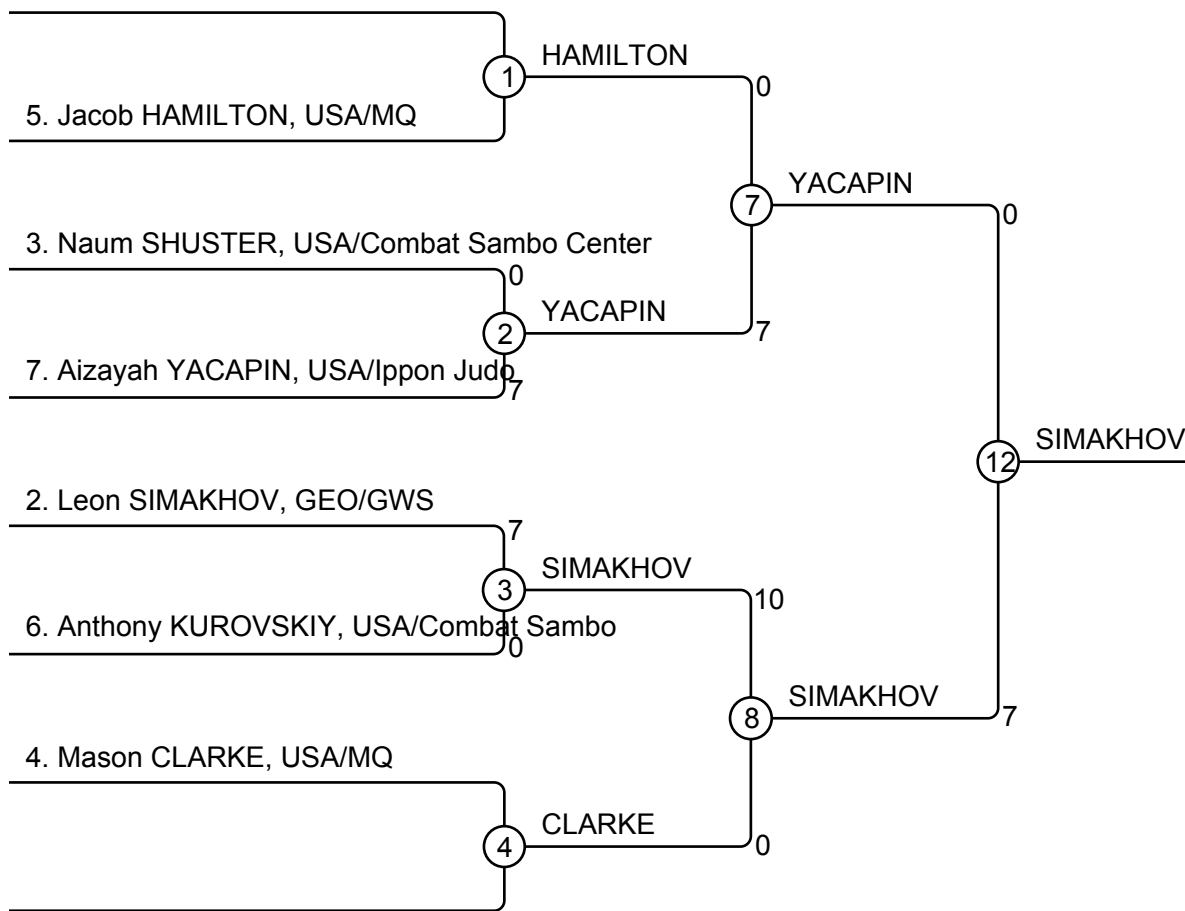 HAMILTON
1
0
5. Jacob HAMILTON, USA/MQ
YACAPIN
7
0
3. Naum SHUSTER, USA/Combat Sambo Center
0
YACAPIN
2
7
7. Aizayah YACAPIN, USA/Ippon Judo
7
SIMAKHOV
12
2. Leon SIMAKHOV, GEO/GWS
7
SIMAKHOV
3
10
6. Anthony KUROVSKIY, USA/Combat Sambo
0
SIMAKHOV
8
7
4. Mason CLARKE, USA/MQ
CLARKE
4
0